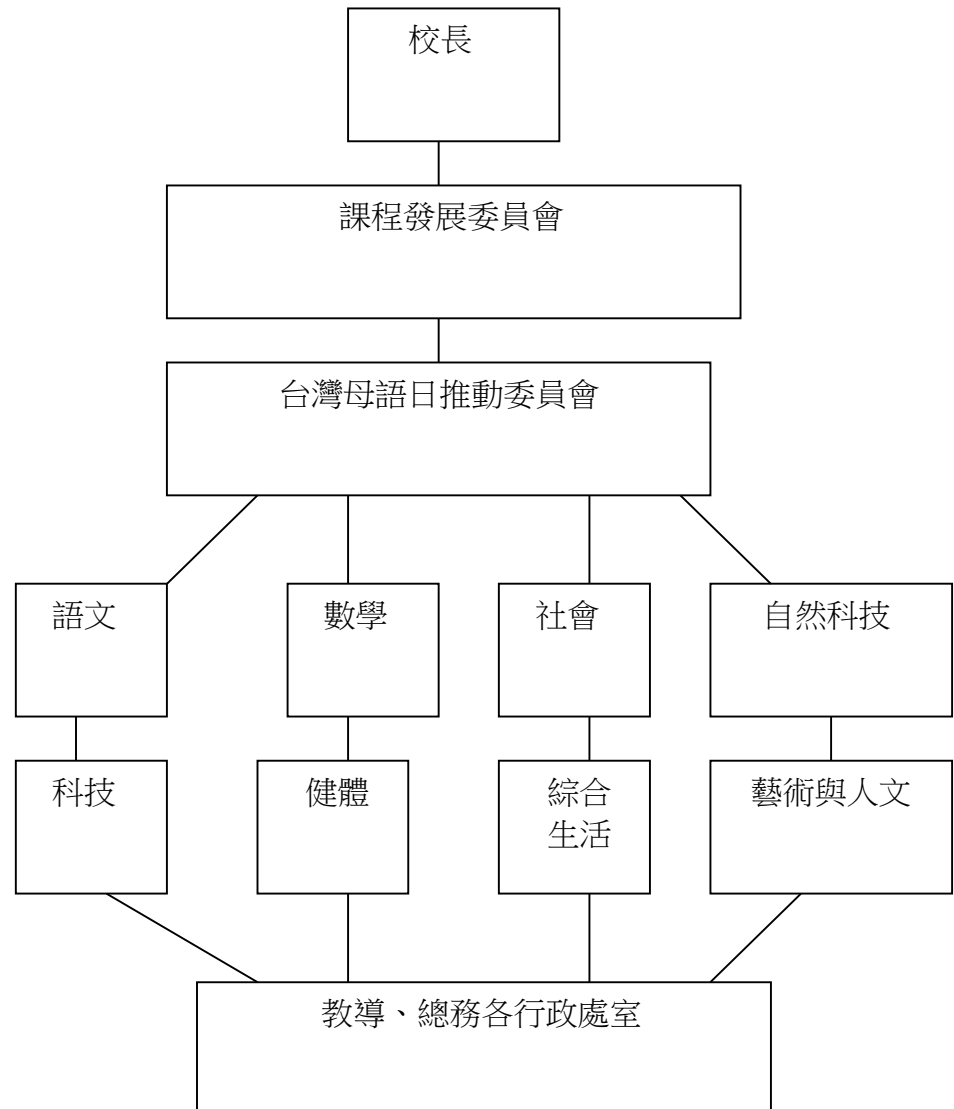 校長
課程發展委員會
台灣母語日推動委員會
語文
數學
社會
自然科技
科技
健體
綜合
生活
藝術與人文
教導、總務各行政處室